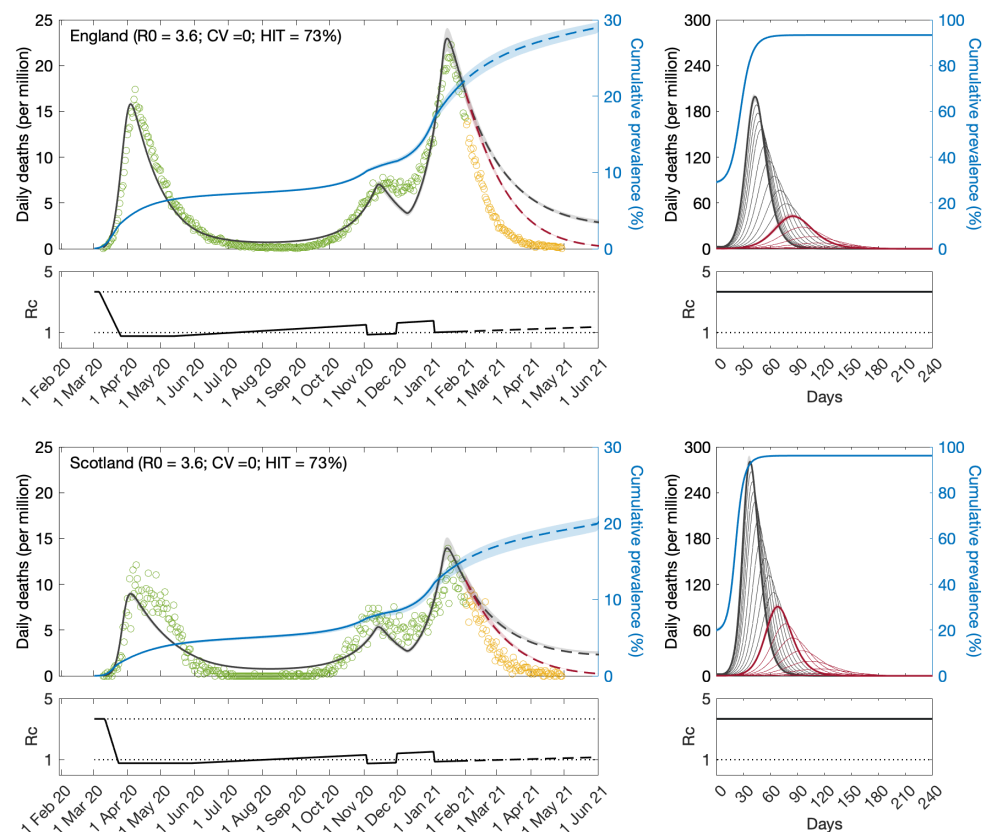 England (R0 = 3.6; CV =0; HIT = 73%)
Daily deaths (per million)
25
20
15
10
5
0
30
20
10
0
Cumulative prevalence (%)
Daily deaths (per million)
300
240
180
120
60
0
100
80
60
40
20
0
Cumulative prevalence (%)
Rc
5
1
1 Feb 20
1 Mar 20
1 Apr 20
1 May 20
1 Jun 20
1 Jul 20
1 Aug 20
1 Sep 20
1 Oct 20
1 Nov 20
1 Dec 20
1 Jan 21
1 Feb 21
1 Mar 21
1 Apr 21
1 May 21
1 Jun 21
Rc
5
1
0
30
60
90
120
150
180
210
240
Days
Scotland (R0 = 3.6; CV =0; HIT = 73%)
Daily deaths (per million)
25
20
15
10
5
0
30
20
10
0
Cumulative prevalence (%)
Daily deaths (per million)
300
240
180
120
60
0
100
80
60
40
20
0
Cumulative prevalence (%)
Rc
5
1
1 Feb 20
1 Mar 20
1 Apr 20
1 May 20
1 Jun 20
1 Jul 20
1 Aug 20
1 Sep 20
1 Oct 20
1 Nov 20
1 Dec 20
1 Jan 21
1 Feb 21
1 Mar 21
1 Apr 21
1 May 21
1 Jun 21
Rc
5
1
0
30
60
90
120
150
180
210
240
Days